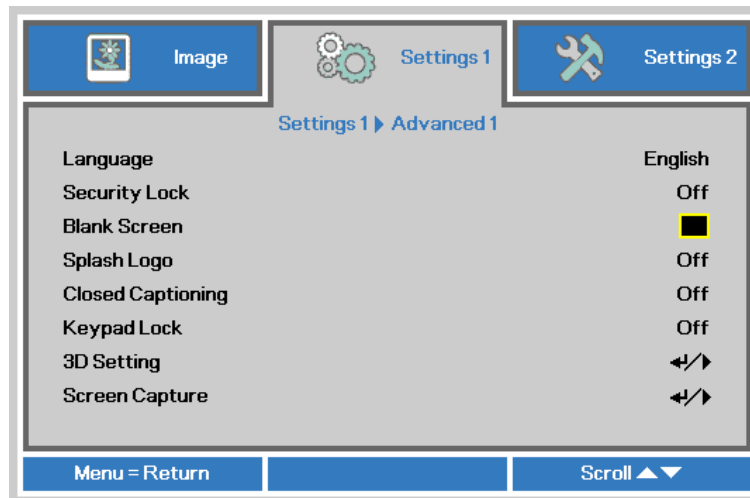 Image
Settings 1
Settings 2
Settings 1 Advanced 1
Language English
Security Lock Off
Blank Screen
Splash Logo Off
Closed Captioning Off
Keypad Lock Off
3D Setting
Screen Capture
Menu = Return
Scroll